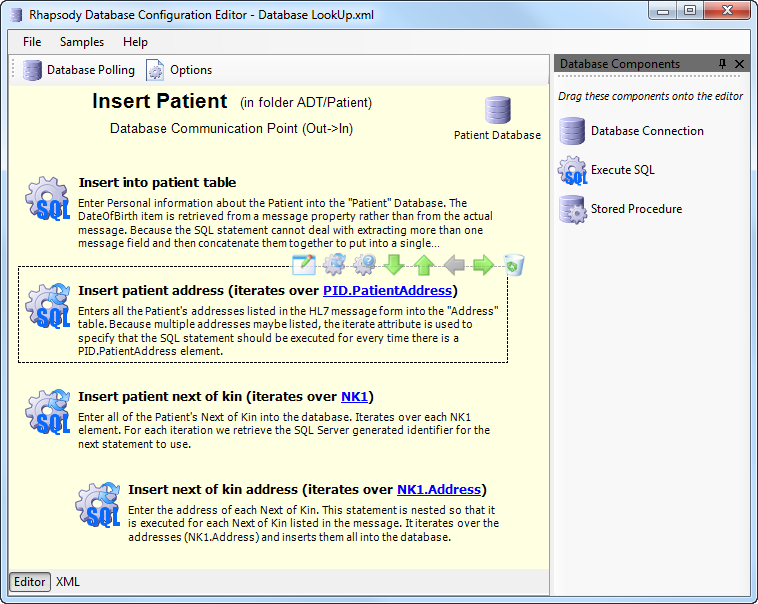 Rhapsody Database Configuration Editor - Database LookUp.xml
File Samples Help
Database Polling Options
Insert Patient (in folder ADT/Patient)
Database Communication Point (Out->In)
Patient Database
SQL
Insert into patient table
Enter Personal information about the Patient into the "Patient" Database. The
DateOfBirth item is retrieved from a message property rather than from the actual
message. Because the SQL statement cannot deal with extracting more than one
message field and then concatenate them together to put into a single...
SQL
Insert patient address (iterates over PID.PatientAddress)
Enters all the Patient's addresses listed in the HL7 message form into the "Address"
table. Because multiple addresses maybe listed, the iterate attribute is used to
specify that the SQL statement should be executed for every time there is a
PID.PatientAddress element.
SQL
Insert patient next of kin (iterates over NK1)
Enter all of the Patient's Next of Kin into the database. Iterates over each NK1
element. For each iteration we retrieve the SQL Server generated identifier for the
next statement to use.
SQL
Insert next of kin address (iterates over NK1.Address)
Enter the address of each Next of Kin. This statement is nested so that it
is executed for each Next of Kin listed in the message. It iterates over the
addresses (NK1.Address) and inserts them all into the database.
Editor XML
Database Components
Drag these components onto the editor
Database Connection
SQL
Execute SQL
Stored Procedure